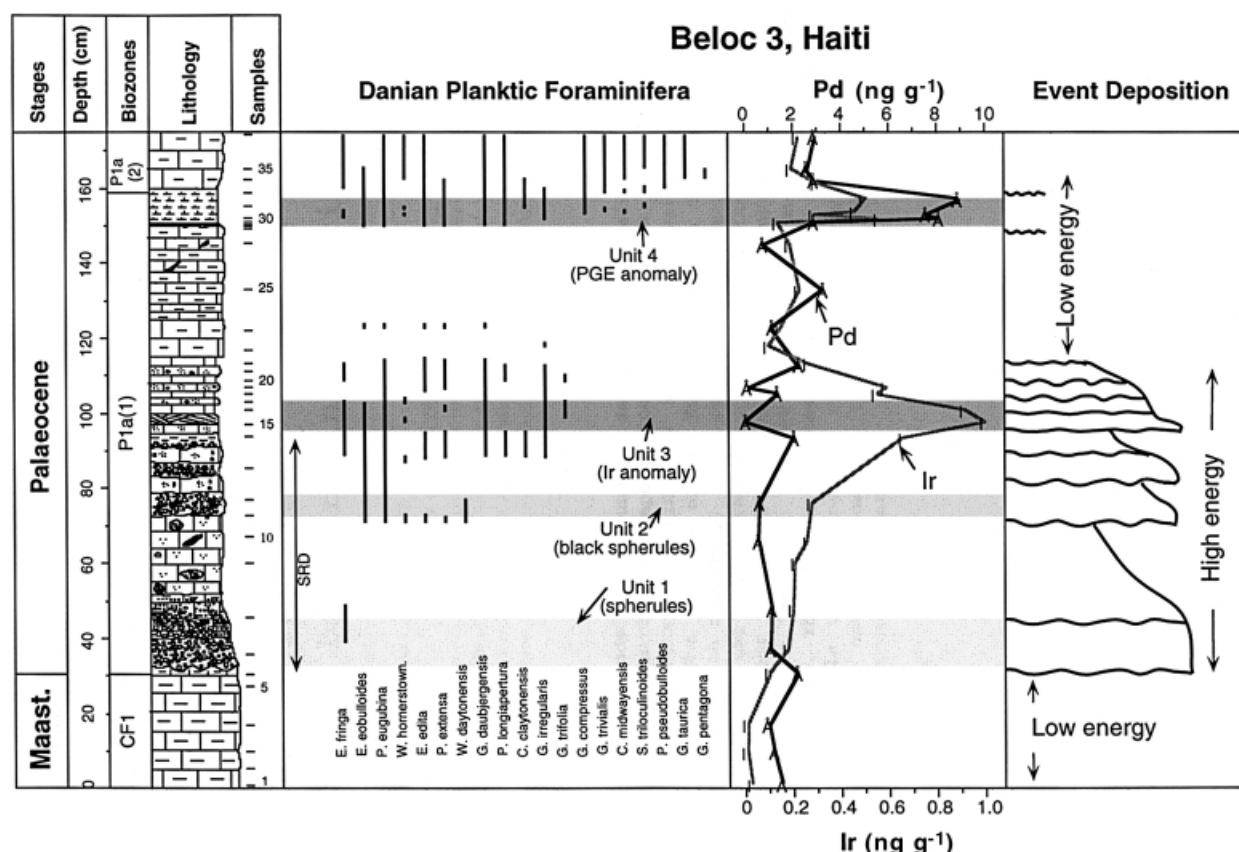 Beloc 3, Haiti
Stages
Depth (cm)
Biozones
Lithology
Samples
Danian Planktic Foraminifera
Pd (ng g-1)
0 2 4 6 8 10
Event Deposition
Palaeocene
Maast.
160
140
120
100
80
60
40
20
0
P1a (2)
P1a(1)
CF1
35
30
25
20
15
10
5
1
Unit 4
(PGE anomaly)
Unit 3
(Ir anomaly)
Unit 2
(black spherules)
Unit 1
(spherules)
SRD
E. fringa
E. eobulloides
P. eugubina
W. hornerstown.
E. edita
P. extensa
W. daytonensis
G. daubjergensis
P. longiapertura
C. claytonensis
G. irregularis
G. trifolia
G. compressus
G. trivialis
C. midwayensis
S. triloculinoides
P. pseudobulloides
G. taurica
G. pentagona
Pd
Ir
Low energy
High energy
Low energy
0 0.2 0.4 0.6 0.8 1.0
Ir (ng g-1)